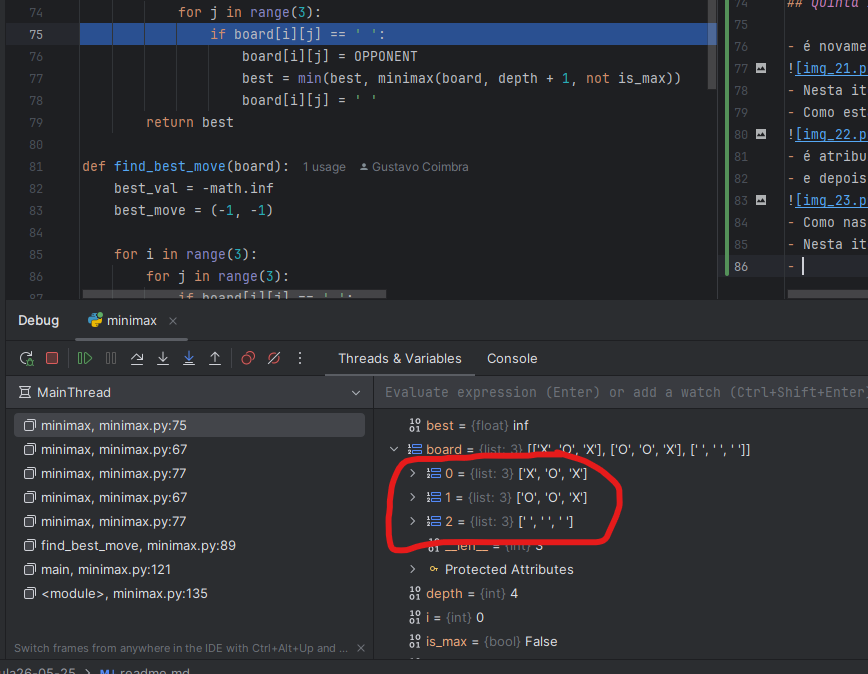 74 for j in range(3):
75 if board[i][j] == ' ':
76 board[i][j] = OPPONENT
77 best = min(best, minimax(board, depth + 1, not is_max))
78 board[i][j] = ' '
79 return best
80
81 def find_best_move(board): 1 usage Gustavo Coimbra
82 best_val = -math.inf
83 best_move = (-1, -1)
84
85 for i in range(3):
86 for j in range(3):
87 if board[i][j] == ' ':
74 ## Quinta
75
76 - é novame
77 ![img_21.p
78 - Nesta it
79 - Como est
80 ![img_22.p
81 - é atribu
82 - e depois
83 ![img_23.p
84 - Como nas
85 - Nesta it
86 -
Debug minimax
Threads & Variables Console
MainThread
minimax, minimax.py:75
minimax, minimax.py:67
minimax, minimax.py:77
minimax, minimax.py:67
minimax, minimax.py:77
find_best_move, minimax.py:89
main, minimax.py:121
<module>, minimax.py:135
Switch frames from anywhere in the IDE with Ctrl+Alt+Up and ...
Evaluate expression (Enter) or add a watch (Ctrl+Shift+Enter)
best = {float} inf
board = {list: 3} [['X', 'O', 'X'], ['O', 'O', 'X'], [' ', ' ', ' ']]
0 = {list: 3} ['X', 'O', 'X']
1 = {list: 3} ['O', 'O', 'X']
2 = {list: 3} [' ', ' ', ' ']
__len__ = {int} 3
Protected Attributes
depth = {int} 4
i = {int} 0
is_max = {bool} False
ula26-05-25 > readme.md